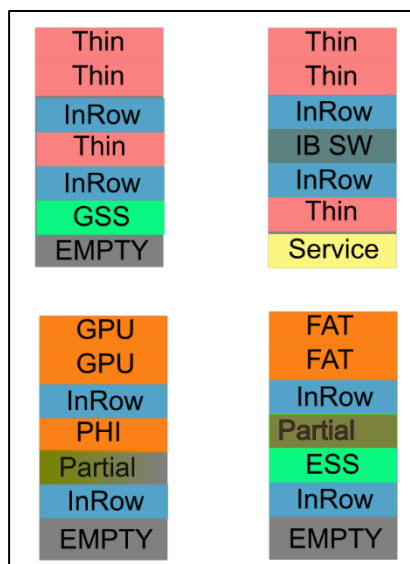 Thin
Thin
InRow
Thin
InRow
GSS
EMPTY
Thin
Thin
InRow
IB SW
InRow
Thin
Service
GPU
GPU
InRow
PHI
Partial
InRow
EMPTY
FAT
FAT
InRow
Partial
ESS
InRow
EMPTY